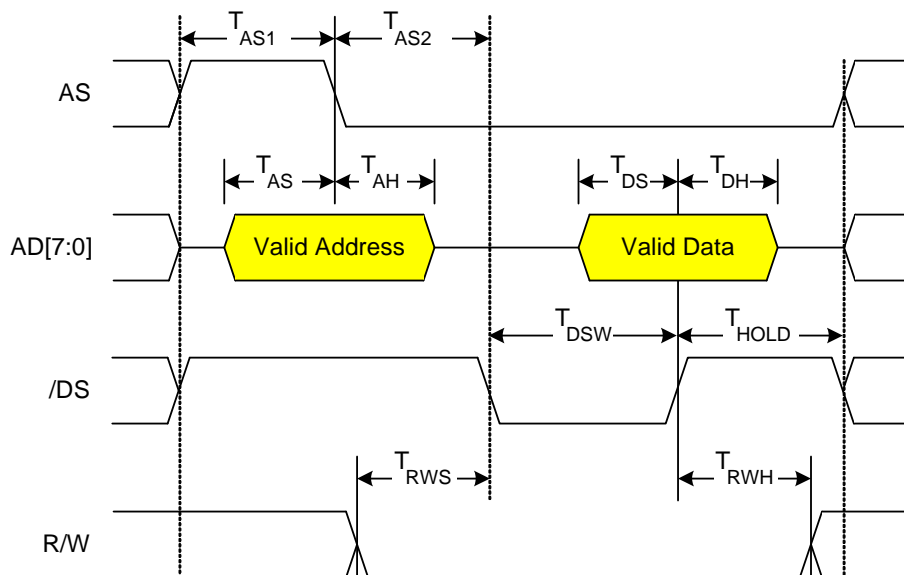 TAS1 TAS2
AS
TAS TAH TDS TDH
AD[7:0] Valid Address Valid Data
TDSW THOLD
/DS
TRWS TRWH
R/W